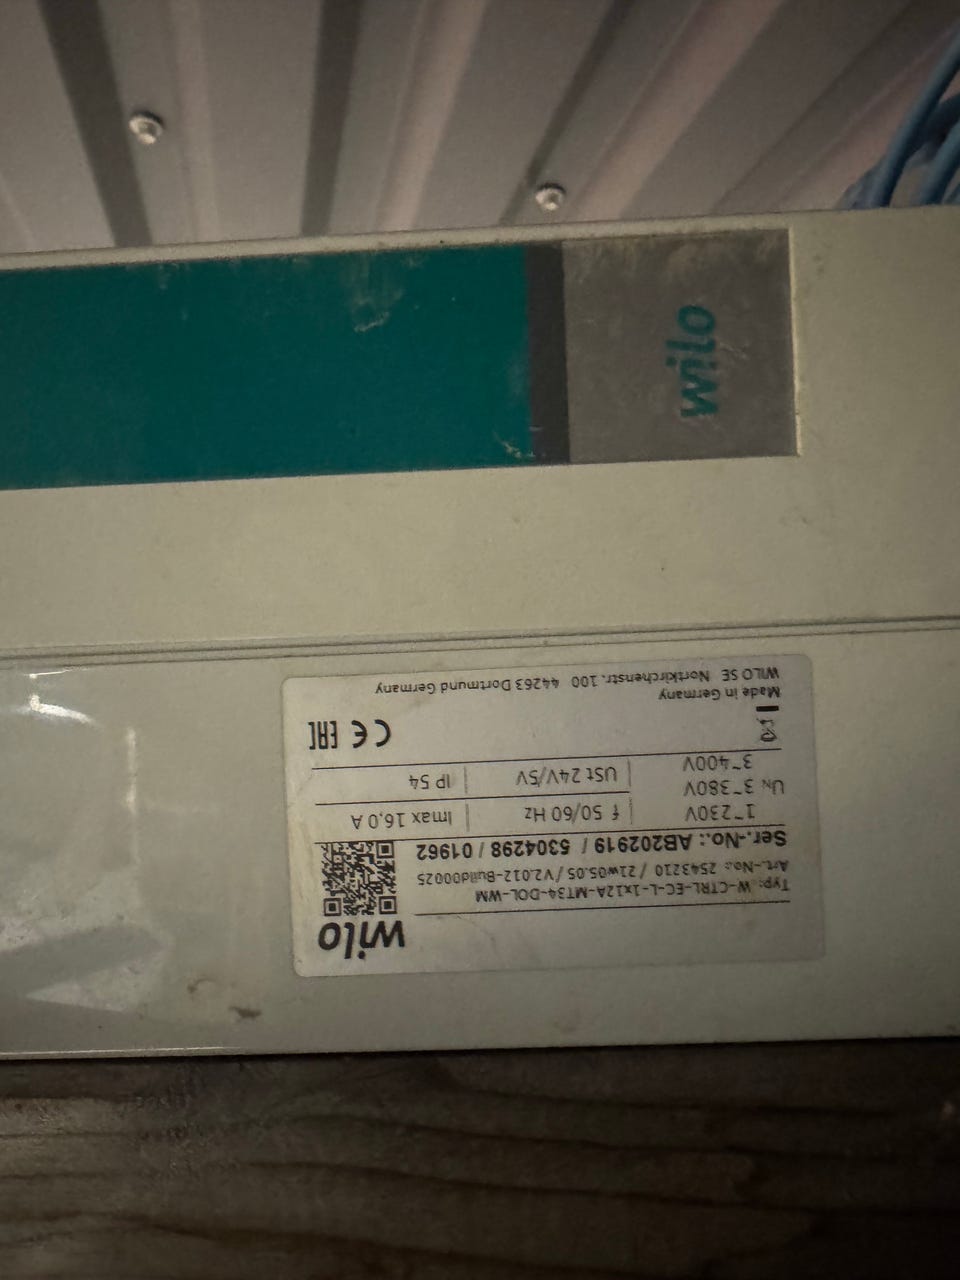 wilo
wilo
Typ: W-CTRL-EC-L-1x12A-MT34-DOL-WM
Art.-No.: 2543210 / 21w05.05 / V2.012-Build00025
Ser.-No.: AB202919 / 5304298 / 01962
1~230V f 50/60 Hz Imax 16,0 A
UN 3~380V
3~400V USt 24V/5V IP 54
CE EAC
Made in Germany
WILO SE Nortkirchenstr. 100 44263 Dortmund Germany